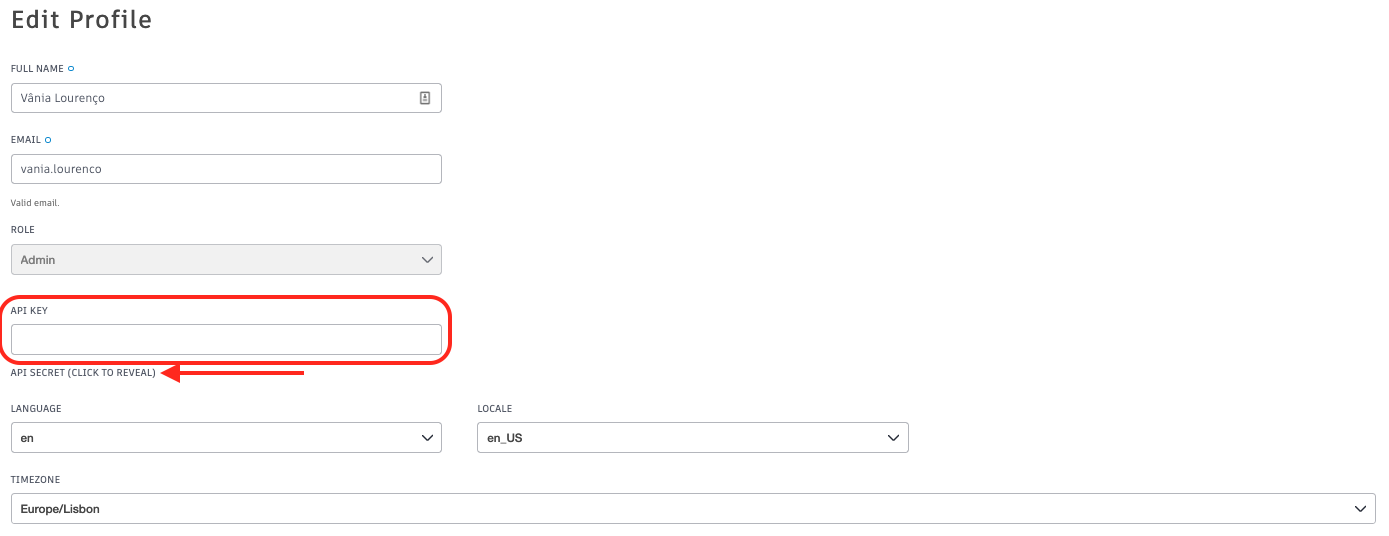 Edit Profile
FULL NAME
Vânia Lourenço
EMAIL
vania.lourenco
Valid email.
ROLE
Admin
API KEY
API SECRET (CLICK TO REVEAL)
LANGUAGE
en
LOCALE
en_US
TIMEZONE
Europe/Lisbon